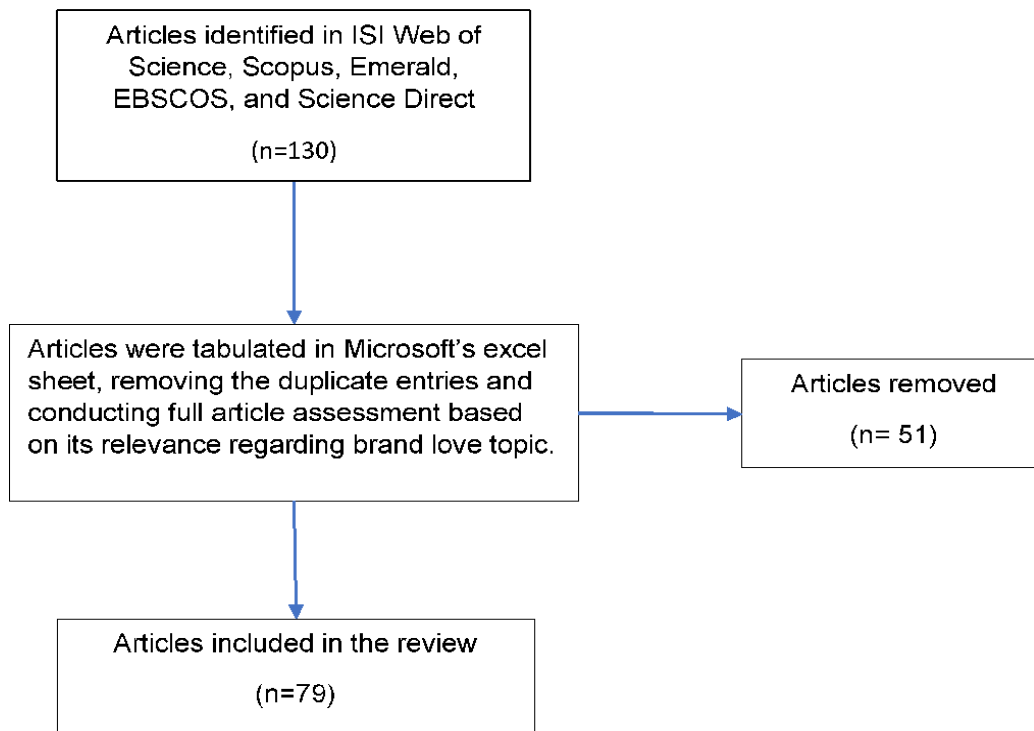 Articles identified in ISI Web of
Science, Scopus, Emerald,
EBSCOS, and Science Direct
(n=130)
Articles were tabulated in Microsoft's excel
sheet, removing the duplicate entries and
conducting full article assessment based
on its relevance regarding brand love topic.
Articles removed
(n= 51)
Articles included in the review
(n=79)